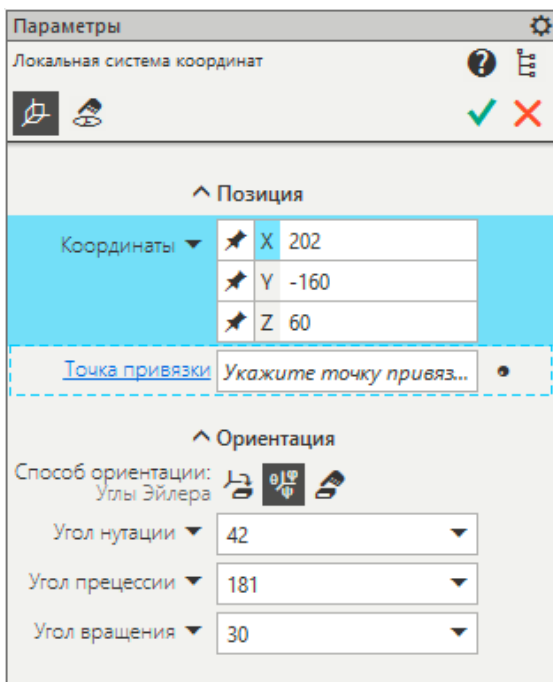 Параметры
Локальная система координат
Позиция
Координаты X 202
Y -160
Z 60
Точка привязки Укажите точку привяз...
Ориентация
Способ ориентации:
Углы Эйлера
Угол нутации 42
Угол прецессии 181
Угол вращения 30